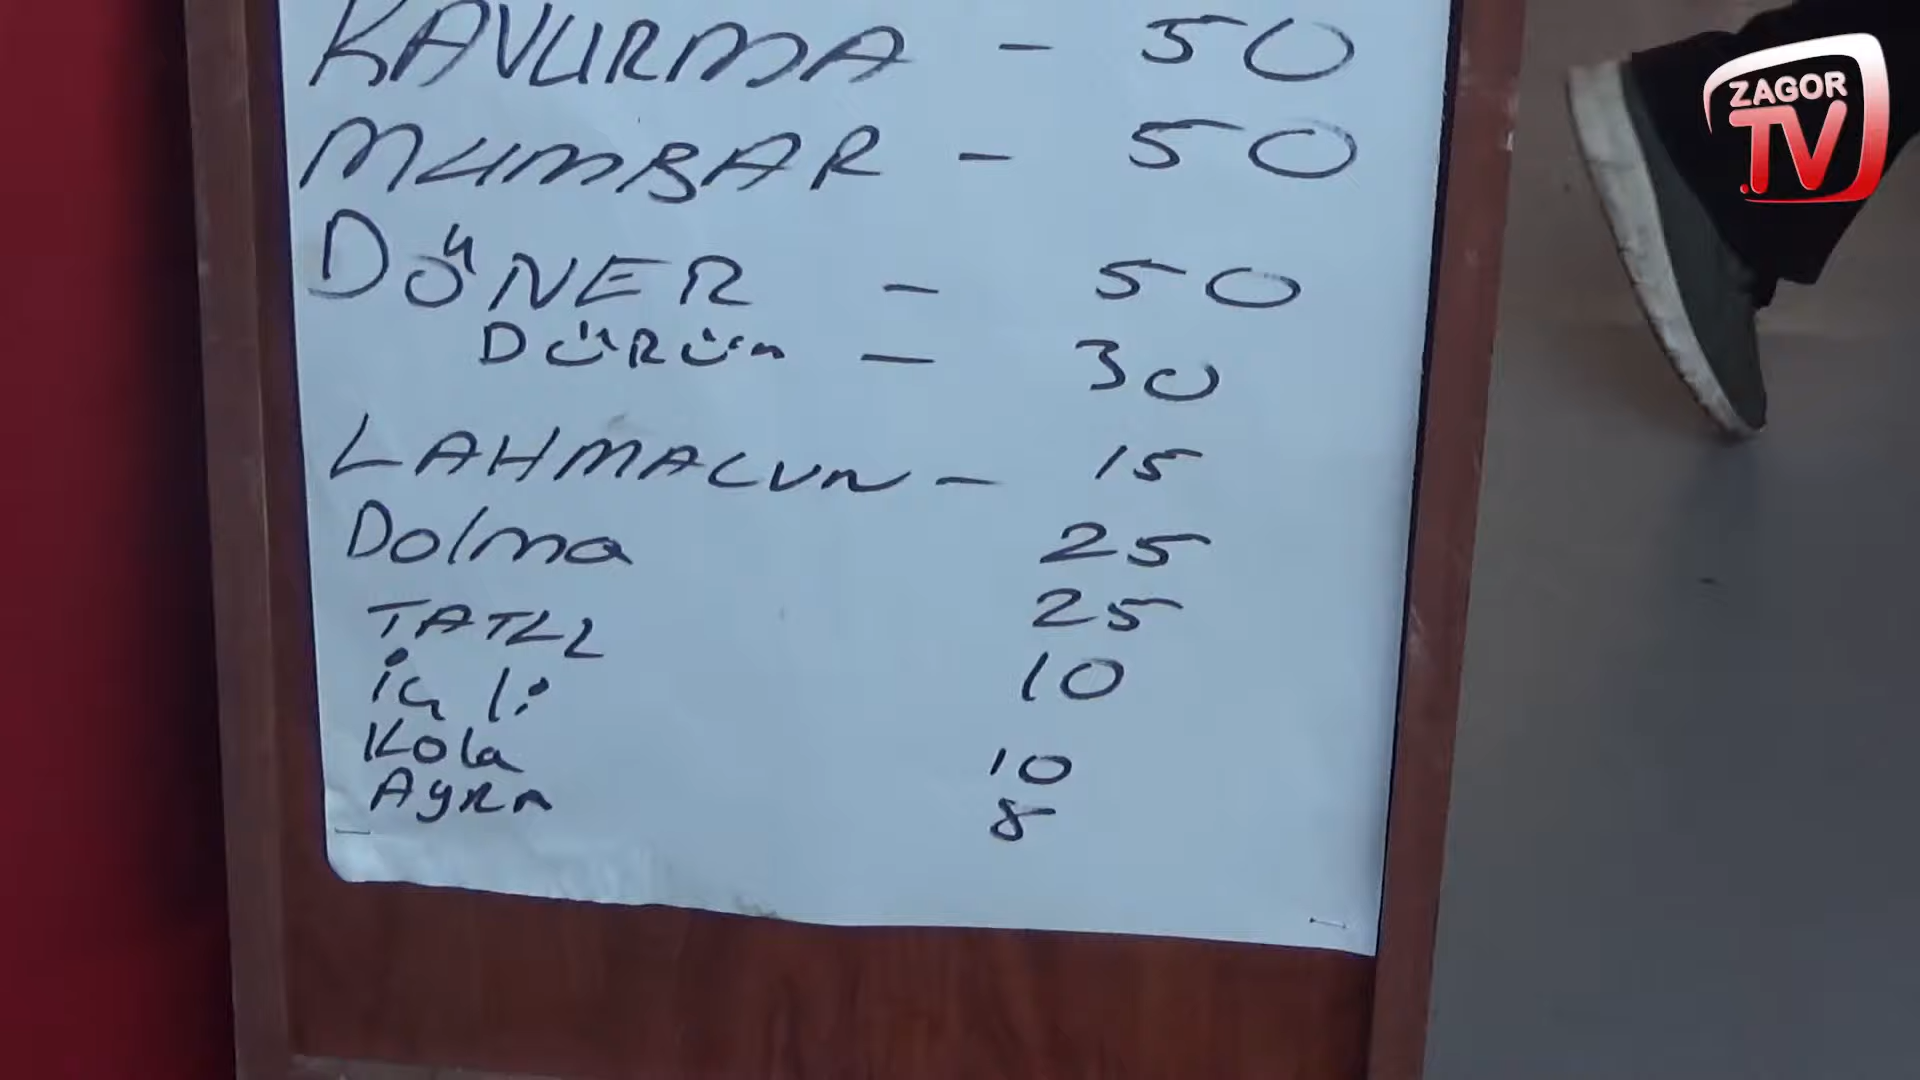 KAVURMA - 50
MUMBAR - 50
DÖNER - 50
DÜRÜM - 30
LAHMACUN - 15
Dolma 25
TATLI 25
içli 10
Kola 10
AYRN 8
ZAGOR
TV